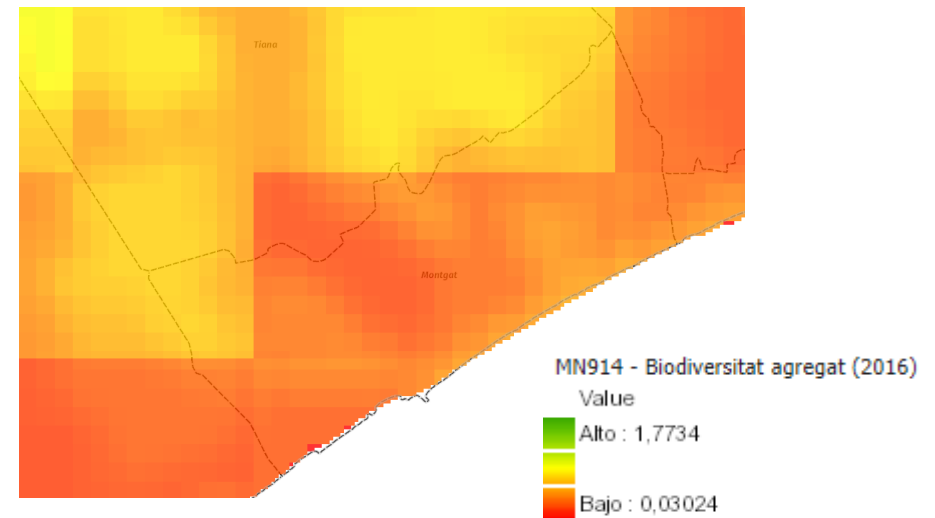 Tiana
Montgat
MN914 - Biodiversitat agregat (2016)
Value
Alto : 1,7734
Bajo : 0,03024